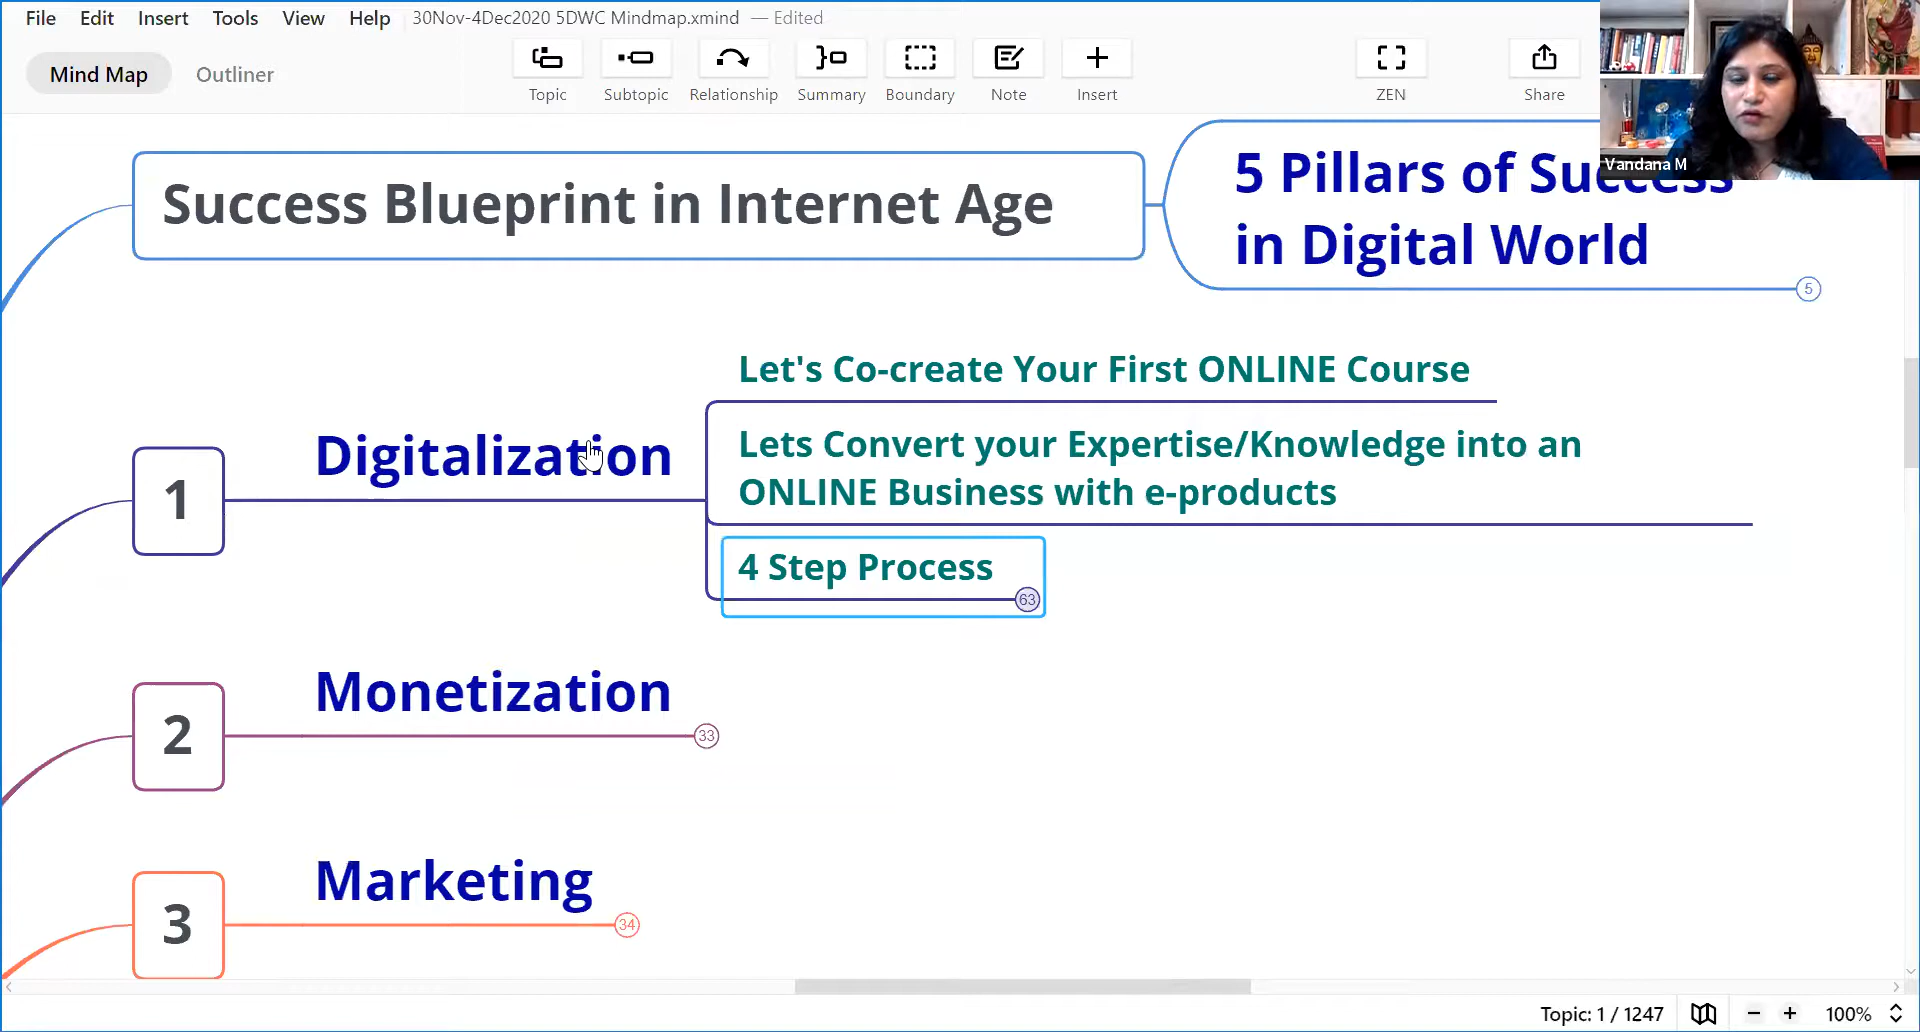 File Edit Insert Tools View Help 30Nov-4Dec2020 5DWC Mindmap.xmind — Edited
Mind Map Outliner
Topic Subtopic Relationship Summary Boundary Note Insert ZEN Share
Vandana M
Success Blueprint in Internet Age
5 Pillars of Success
in Digital World
5
Let's Co-create Your First ONLINE Course
1 Digitalization
Lets Convert your Expertise/Knowledge into an
ONLINE Business with e-products
4 Step Process
63
2 Monetization
33
3 Marketing
34
Topic: 1 / 1247 100%